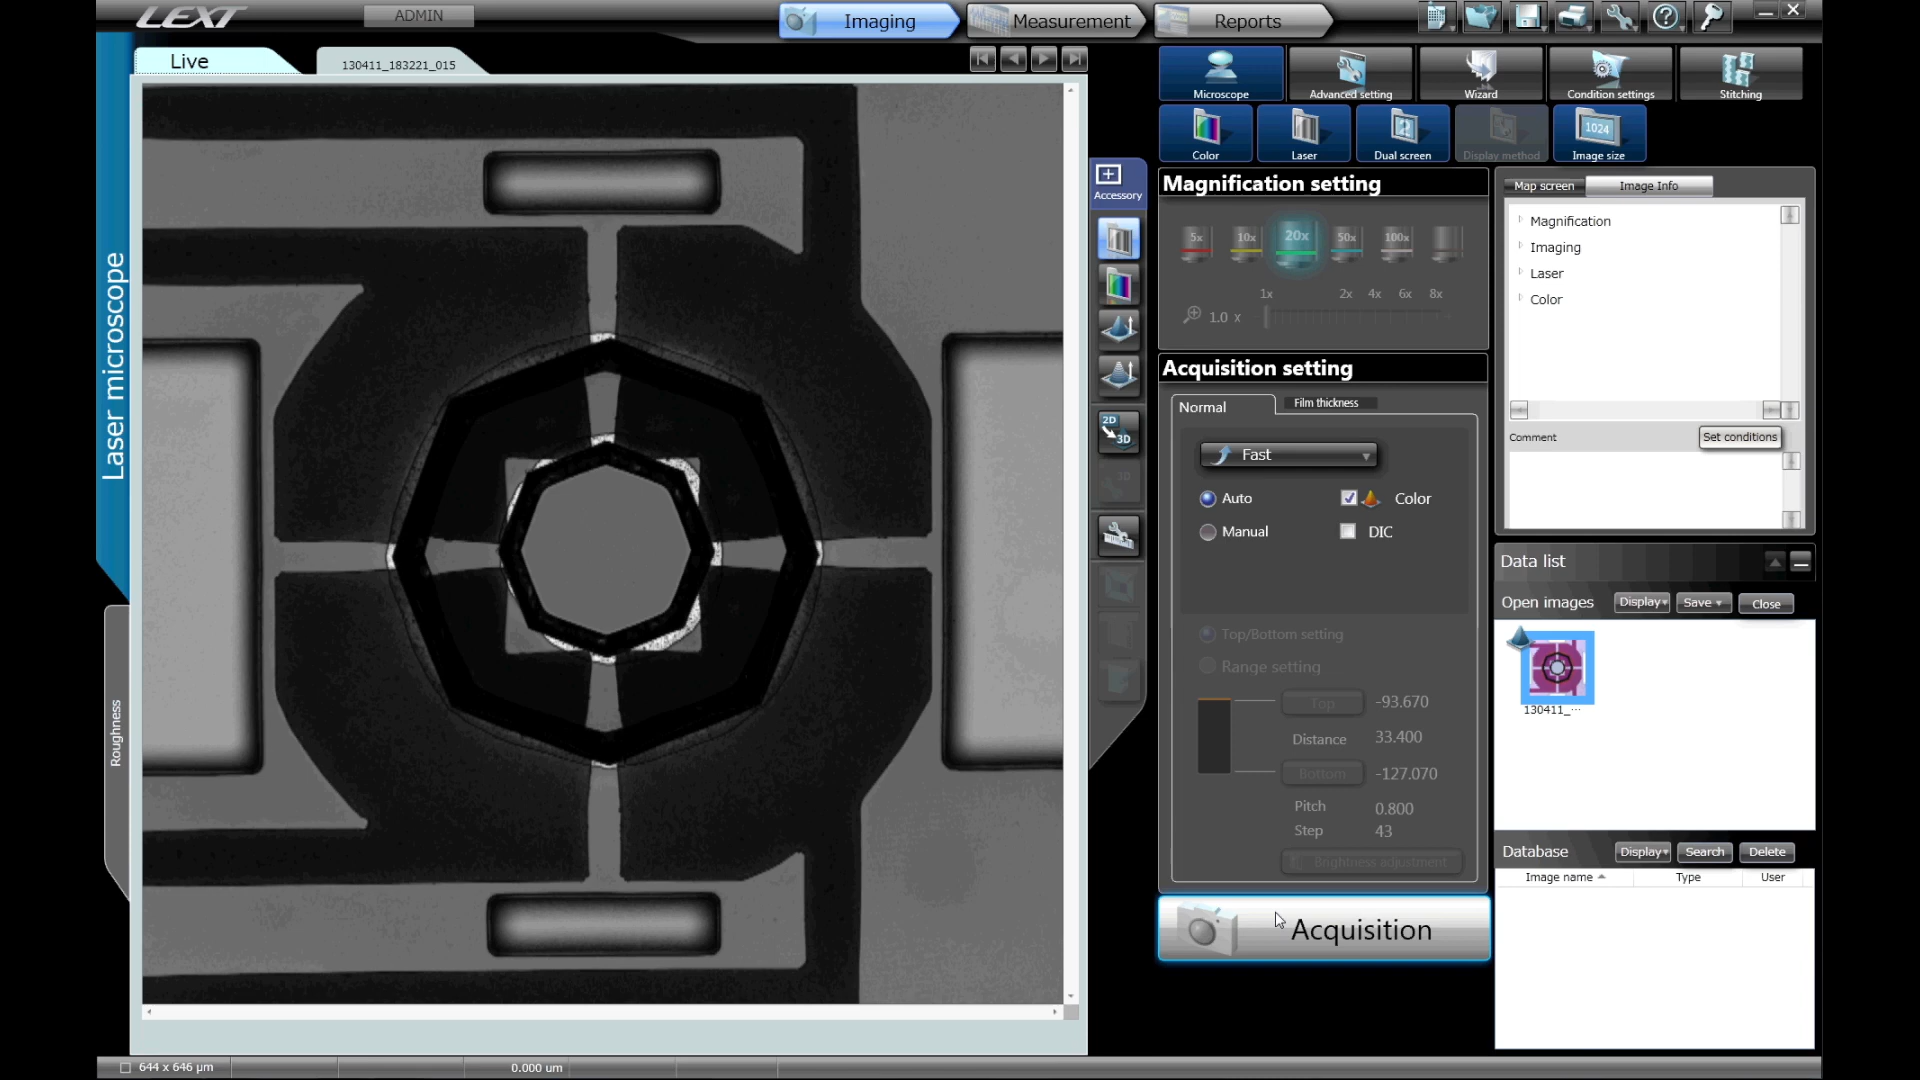 LEXT
ADMIN
Imaging
Measurement
Reports
Live
130411_183221_015
Microscope
Advanced setting
Wizard
Condition settings
Stitching
Color
Laser
Dual screen
Display method
1024
Image size
Laser microscope
Roughness
Accessory
2D
3D
3D
Magnification setting
5x
10x
20x
50x
100x
1x
2x
4x
6x
8x
1.0 x
Acquisition setting
Normal
Film thickness
Fast
Auto
Color
Manual
DIC
Top/Bottom setting
Range setting
Top
-93.670
Distance
33.400
Bottom
-127.070
Pitch
0.800
Step
43
Brightness adjustment
Acquisition
Map screen
Image Info
Magnification
Imaging
Laser
Color
Comment
Set conditions
Data list
Open images
Display
Save
Close
130411_...
Database
Display
Search
Delete
Image name
Type
User
644 x 646 µm
0.000 um